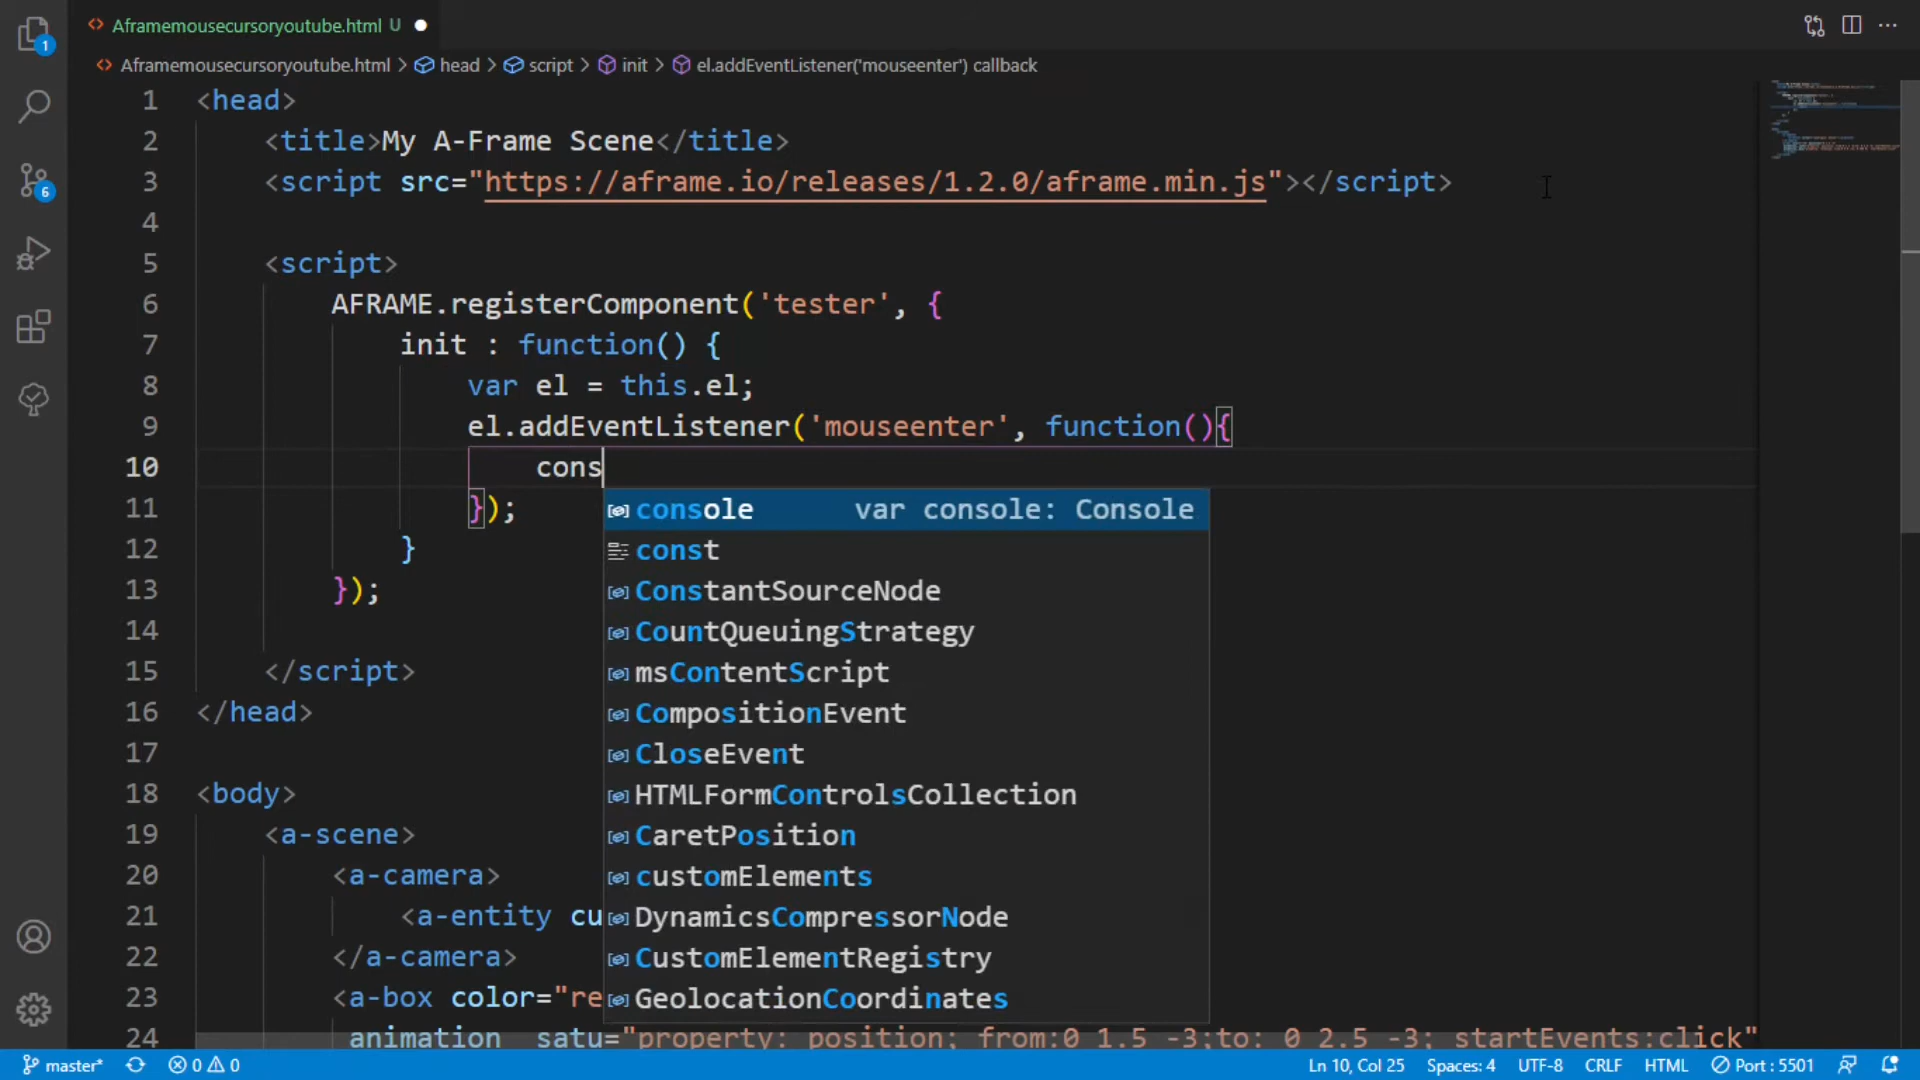 Aframemousecursoryoutube.html U
Aframemousecursoryoutube.html > head > script > init > el.addEventListener('mouseenter') callback
1 <head>
2 <title>My A-Frame Scene</title>
3 <script src="https://aframe.io/releases/1.2.0/aframe.min.js"></script>
4
5 <script>
6 AFRAME.registerComponent('tester', {
7 init : function() {
8 var el = this.el;
9 el.addEventListener('mouseenter', function(){
10 cons
11 });
console var console: Console
const
12 }
ConstantSourceNode
13 });
CountQueuingStrategy
14
msContentScript
15 </script>
CompositionEvent
16 </head>
CloseEvent
17
HTMLFormControlsCollection
18 <body>
CaretPosition
19 <a-scene>
customElements
20 <a-camera>
DynamicsCompressorNode
21 <a-entity cu
CustomElementRegistry
22 </a-camera>
GeolocationCoordinates
23 <a-box color="re
24 animation satu="property: position; from:0 1.5 -3;to: 0 2.5 -3; startEvents:click"
1
6
master* 0 0 Ln 10, Col 25 Spaces: 4 UTF-8 CRLF HTML Port : 5501